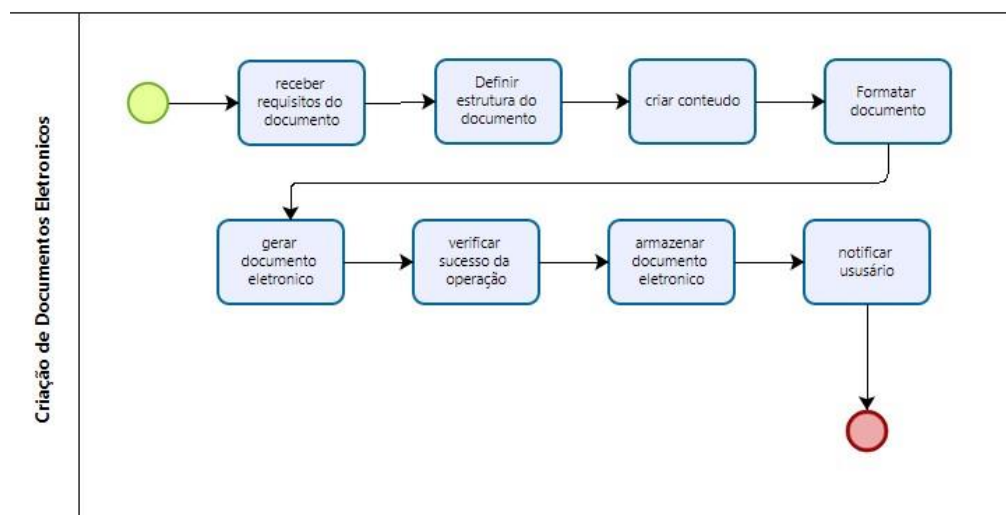 Criação de Documentos Eletronicos
receber
requisitos do
documento
Definir
estrutura do
documento
criar conteudo
Formatar
documento
gerar
documento
eletronico
verificar
sucesso da
operação
armazenar
documento
eletronico
notificar
ususário